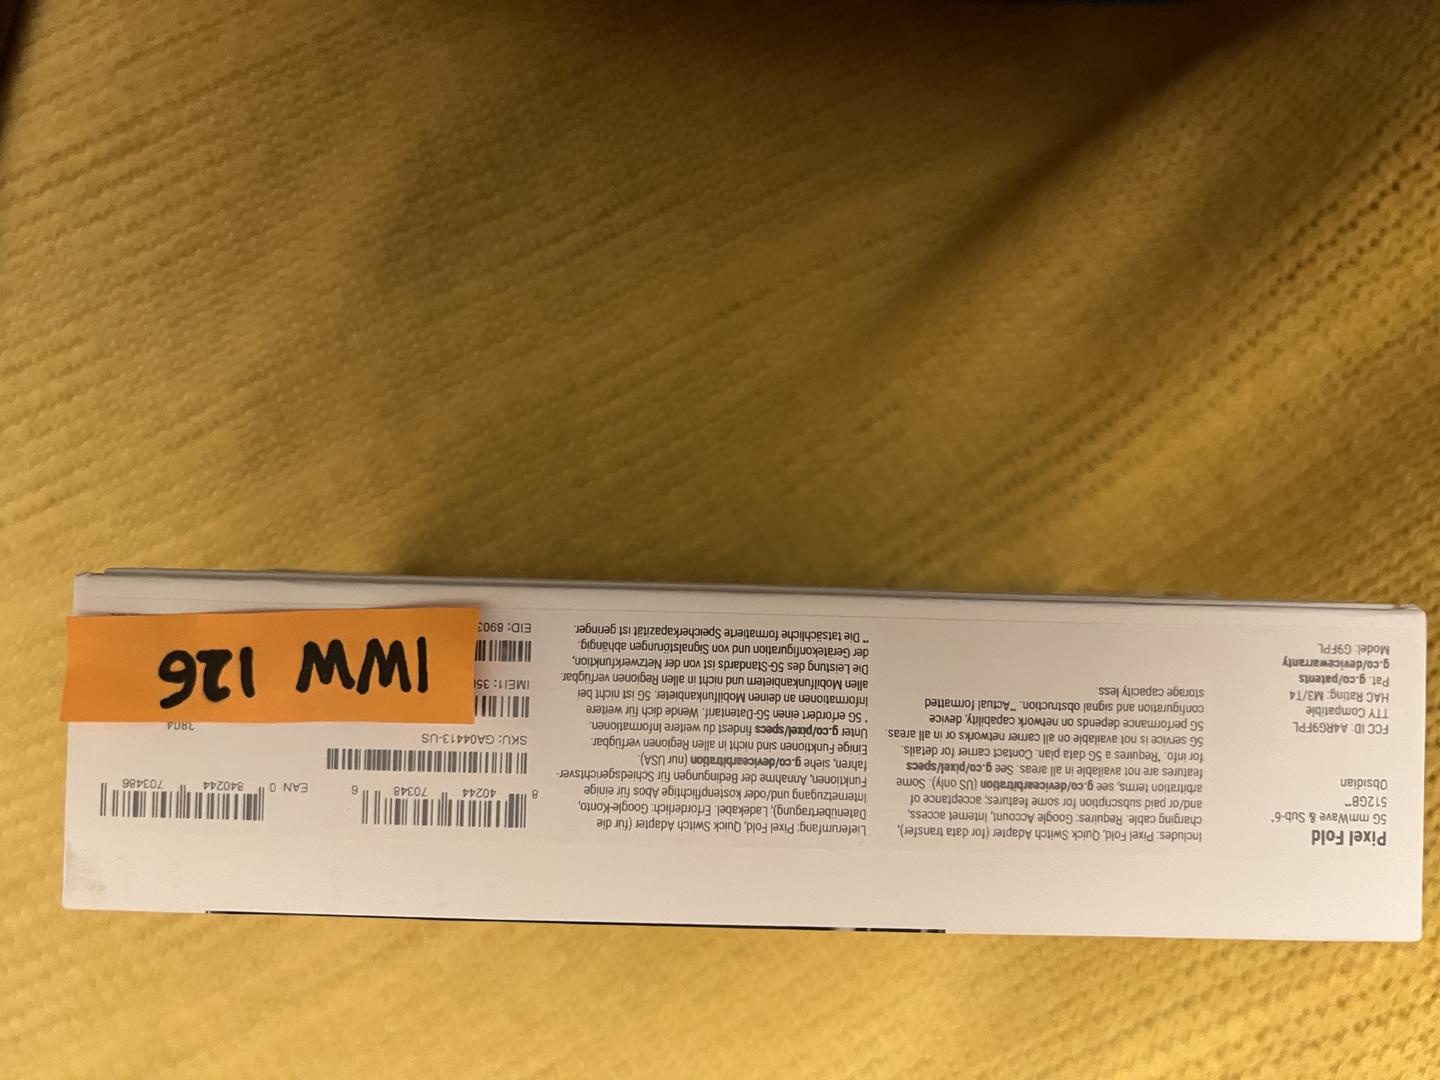 Pixel Fold
5G mmWave & Sub-6*
512GB**
Obsidian
FCC ID: A4RG9FPL
TTY Compatible
HAC Rating: M3/T4
Pat. g.co/patents
g.co/devicewarranty
Model: G9FPL
Includes: Pixel Fold, Quick Switch Adapter (for data transfer),
charging cable. Requires: Google Account, Internet access,
and/or paid subscription for some features; acceptance of
arbitration terms, see g.co/devicearbitration (US only). Some
features are not available in all areas. See g.co/pixel/specs
for info. *Requires a 5G data plan. Contact carrier for details.
5G service is not available on all carrier networks or in all areas.
5G performance depends on network capability, device
configuration and signal obstruction. **Actual formatted
storage capacity less.
Lieferumfang: Pixel Fold, Quick Switch Adapter (für die
Datenübertragung), Ladekabel. Erforderlich: Google-Konto,
Internetzugang und/oder kostenpflichtige Abos für einige
Funktionen, Annahme der Bedingungen für Schiedsgerichtsver-
fahren, siehe g.co/devicearbitration (nur USA).
Einige Funktionen sind nicht in allen Regionen verfügbar.
Unter g.co/pixel/specs findest du weitere Informationen.
* 5G erfordert einen 5G-Datentarif. Wende dich für weitere
Informationen an deinen Mobilfunkanbieter. 5G ist nicht bei
allen Mobilfunkanbietern und nicht in allen Regionen verfügbar.
Die Leistung des 5G-Standards ist von der Netzwerkfunktion,
der Gerätekonfiguration und von Signalstörungen abhängig.
** Die tatsächliche formatierte Speicherkapazität ist geringer.
8 40244 70348 6
EAN 0 840244 703486
SKU: GA04413-US
3804
IMEI1: 350
EID: 8903
IWW 126